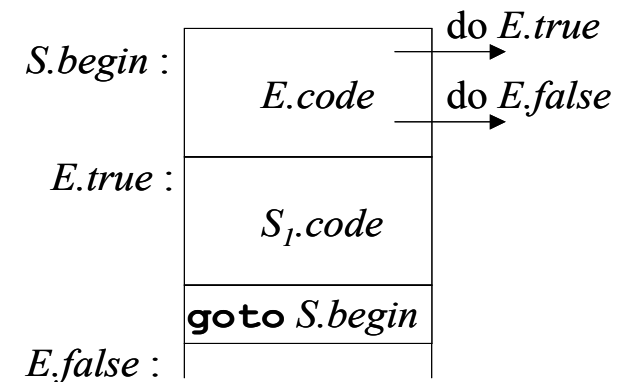 do E.true
S.begin :
E.code
do E.false
E.true :
S1.code
goto S.begin
E.false :